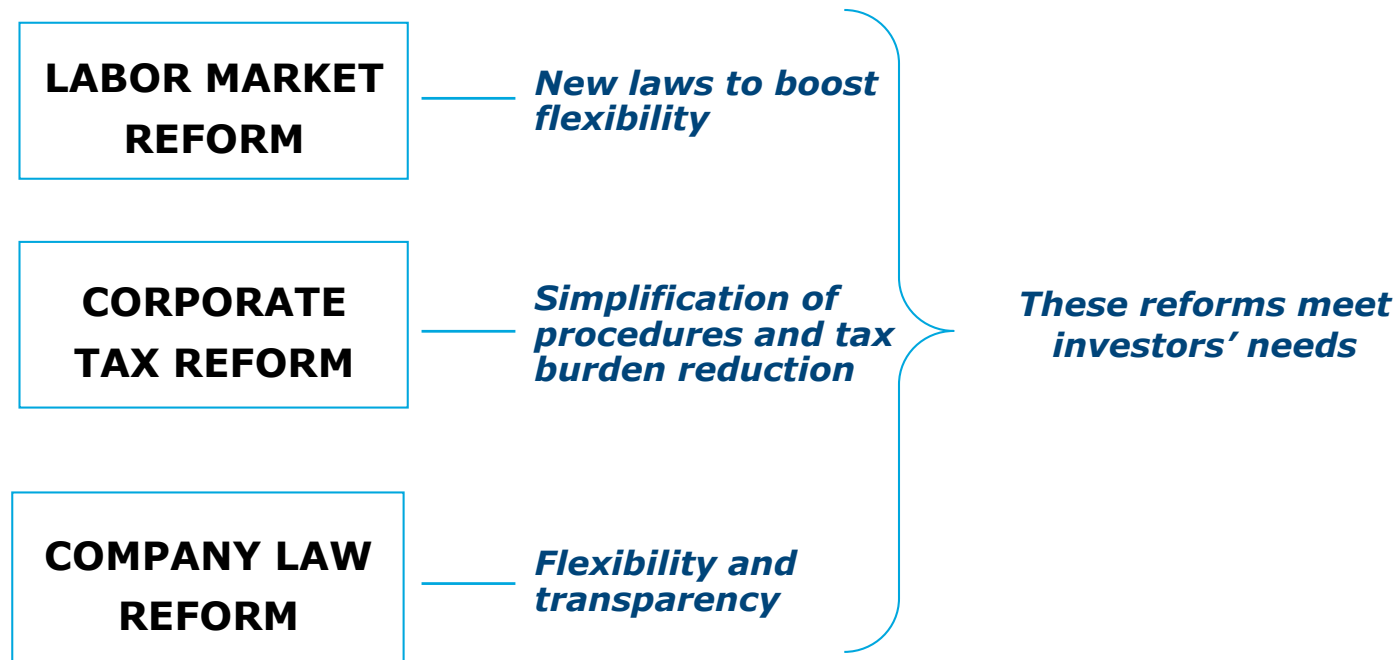 LABOR MARKET
REFORM
New laws to boost
flexibility
CORPORATE
TAX REFORM
Simplification of
procedures and tax
burden reduction
COMPANY LAW
REFORM
Flexibility and
transparency
These reforms meet
investors’ needs